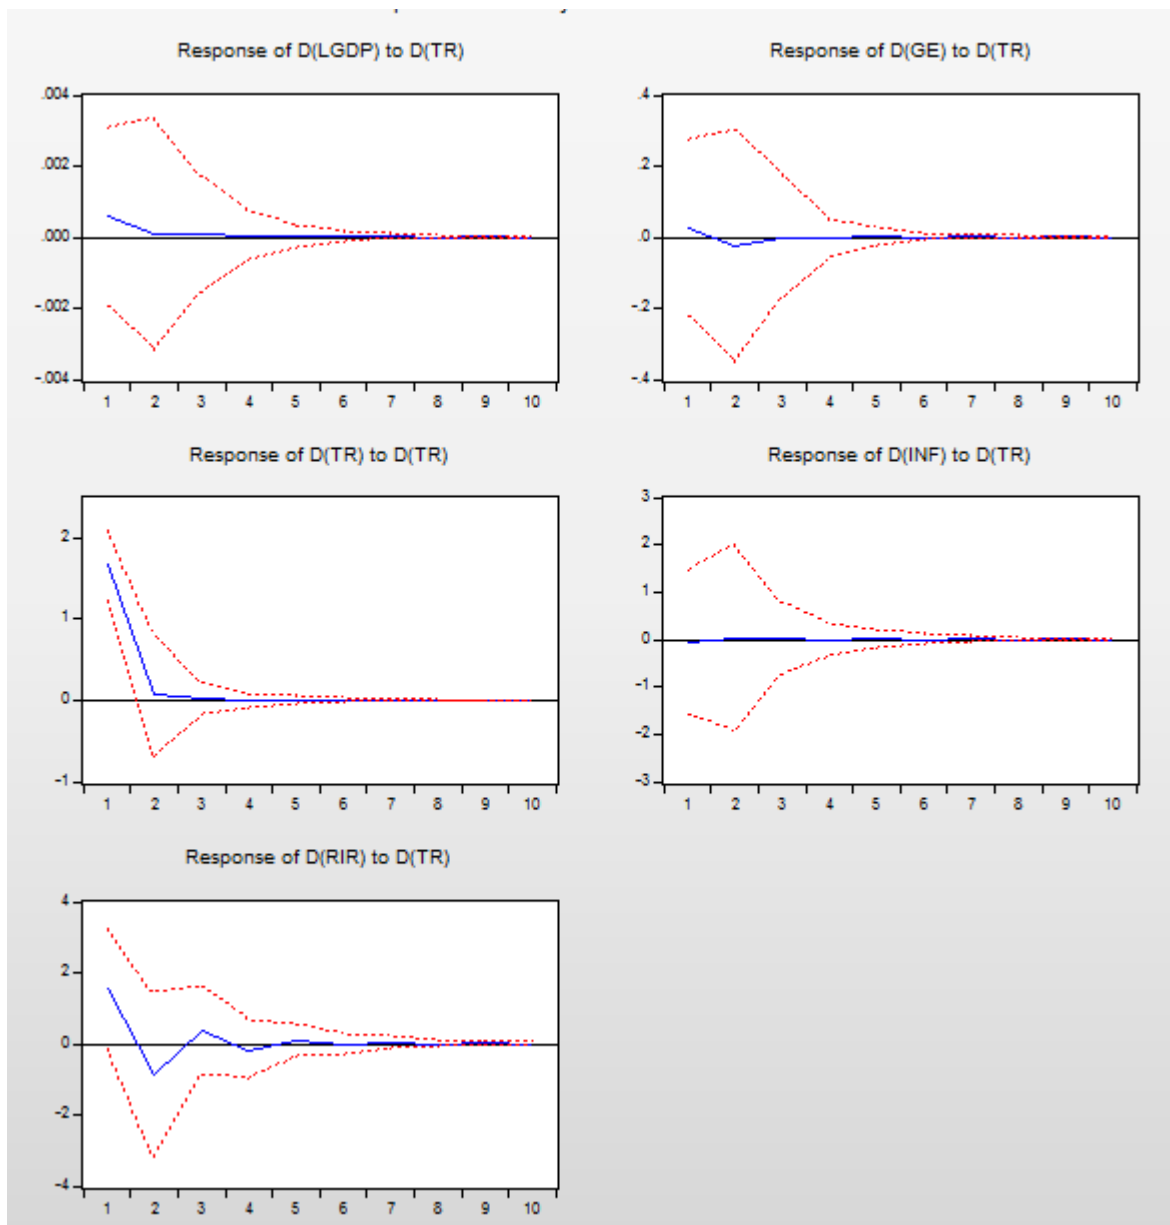 Response of D(LGDP) to D(TR)
.004
.002
.000
-.002
-.004
1 2 3 4 5 6 7 8 9 10
Response of D(GE) to D(TR)
.4
.2
.0
-.2
-.4
1 2 3 4 5 6 7 8 9 10
Response of D(TR) to D(TR)
2
1
0
-1
1 2 3 4 5 6 7 8 9 10
Response of D(INF) to D(TR)
3
2
1
0
-1
-2
-3
1 2 3 4 5 6 7 8 9 10
Response of D(RIR) to D(TR)
4
2
0
-2
-4
1 2 3 4 5 6 7 8 9 10